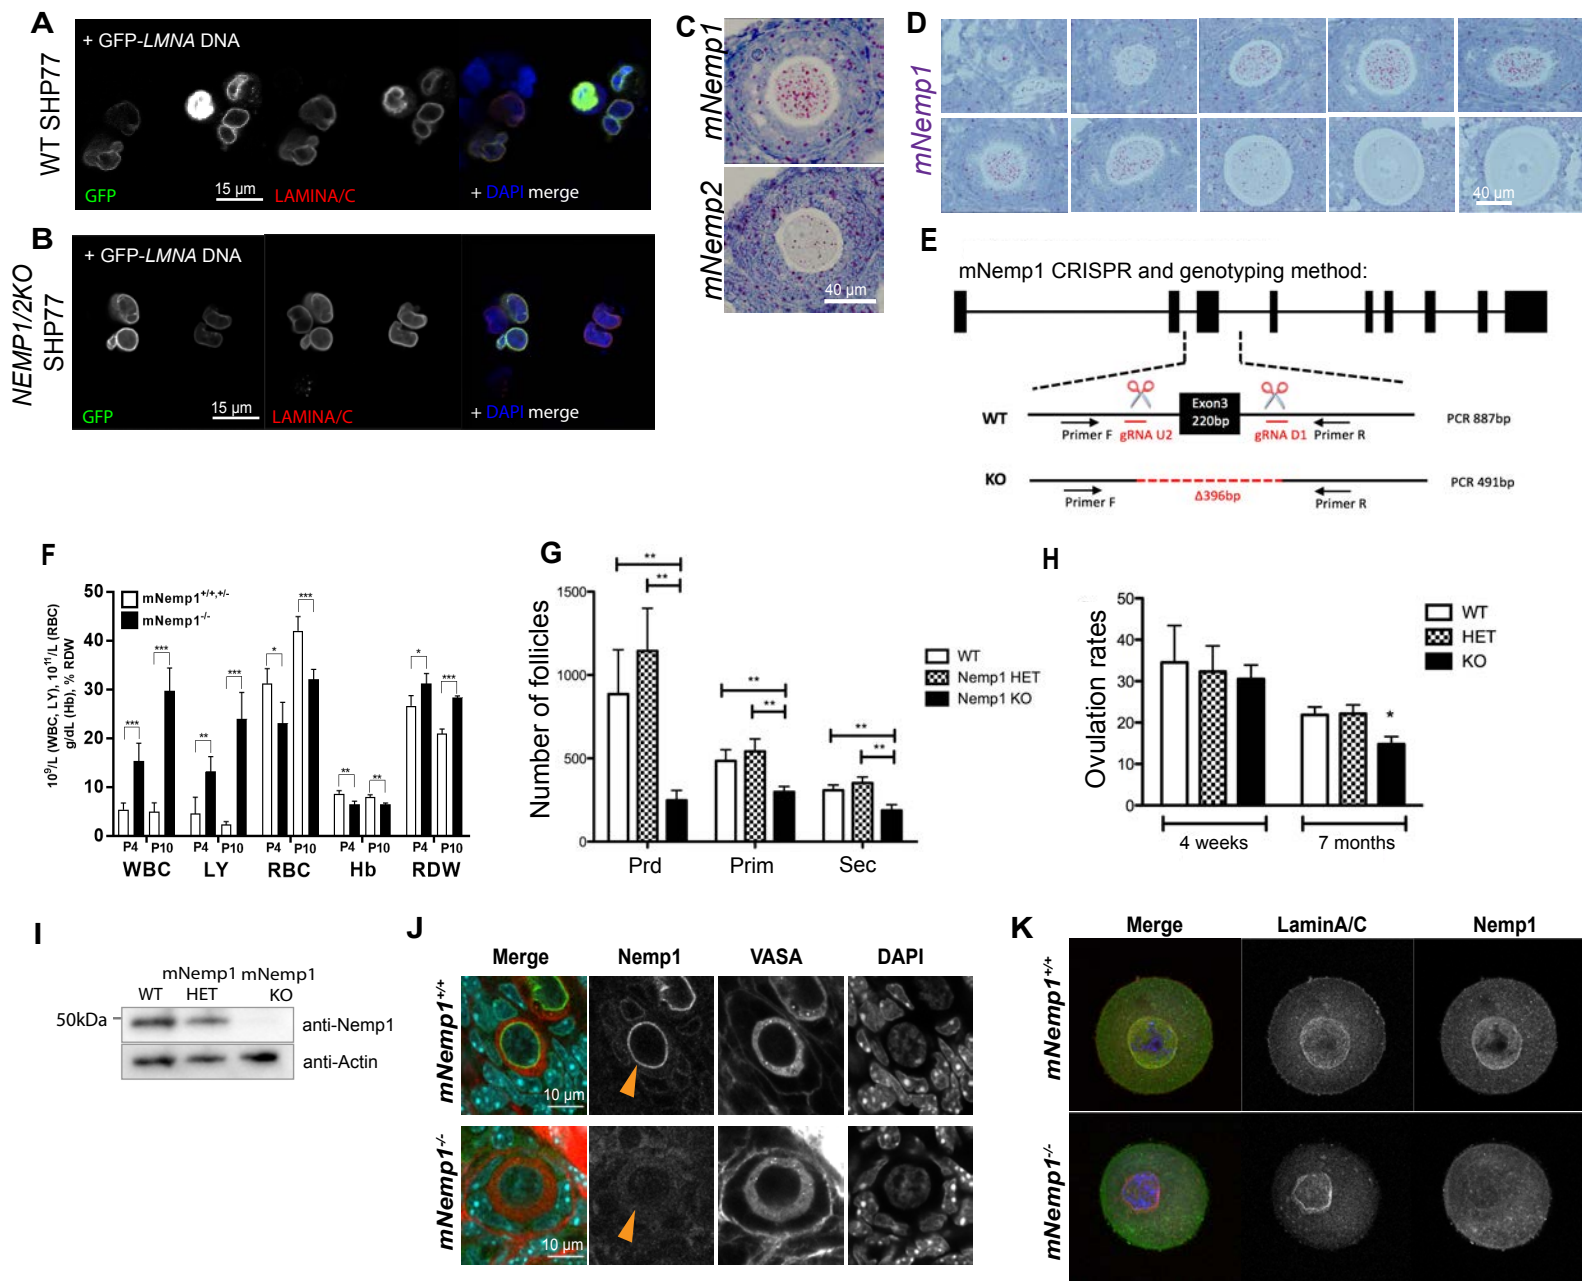 A
WT SHP77
+ GFP-LMNA DNA
GFP
15 µm
LAMINA/C
+ DAPI merge
B
NEMP1/2KO
SHP77
+ GFP-LMNA DNA
GFP
15 µm
LAMINA/C
+ DAPI merge
C
mNemp1
mNemp2
40 µm
D
mNemp1
40 µm
E
mNemp1 CRISPR and genotyping method:
WT
Exon3
220bp
Primer F
gRNA U2
gRNA D1
Primer R
PCR 887bp
KO
Primer F
Δ396bp
Primer R
PCR 491bp
F
10⁹/L (WBC, LY), 10¹¹/L (RBC)
g/dL (Hb), % RDW
50
40
30
20
10
0
mNemp1+/+,+/-
mNemp1-/-
***
***
**
***
*
***
**
**
*
***
P4 P10 P4 P10 P4 P10 P4 P10 P4 P10
WBC LY RBC Hb RDW
G
Number of follicles
1500
1000
500
0
**
**
**
**
**
**
Prd Prim Sec
WT
Nemp1 HET
Nemp1 KO
H
Ovulation rates
50
40
30
20
10
0
*
4 weeks 7 months
WT
HET
KO
I
WT
mNemp1
HET
mNemp1
KO
50kDa
anti-Nemp1
anti-Actin
J
Merge Nemp1 VASA DAPI
mNemp1+/+
10 µm
mNemp1-/-
10 µm
K
Merge LaminA/C Nemp1
mNemp1+/+
mNemp1-/-